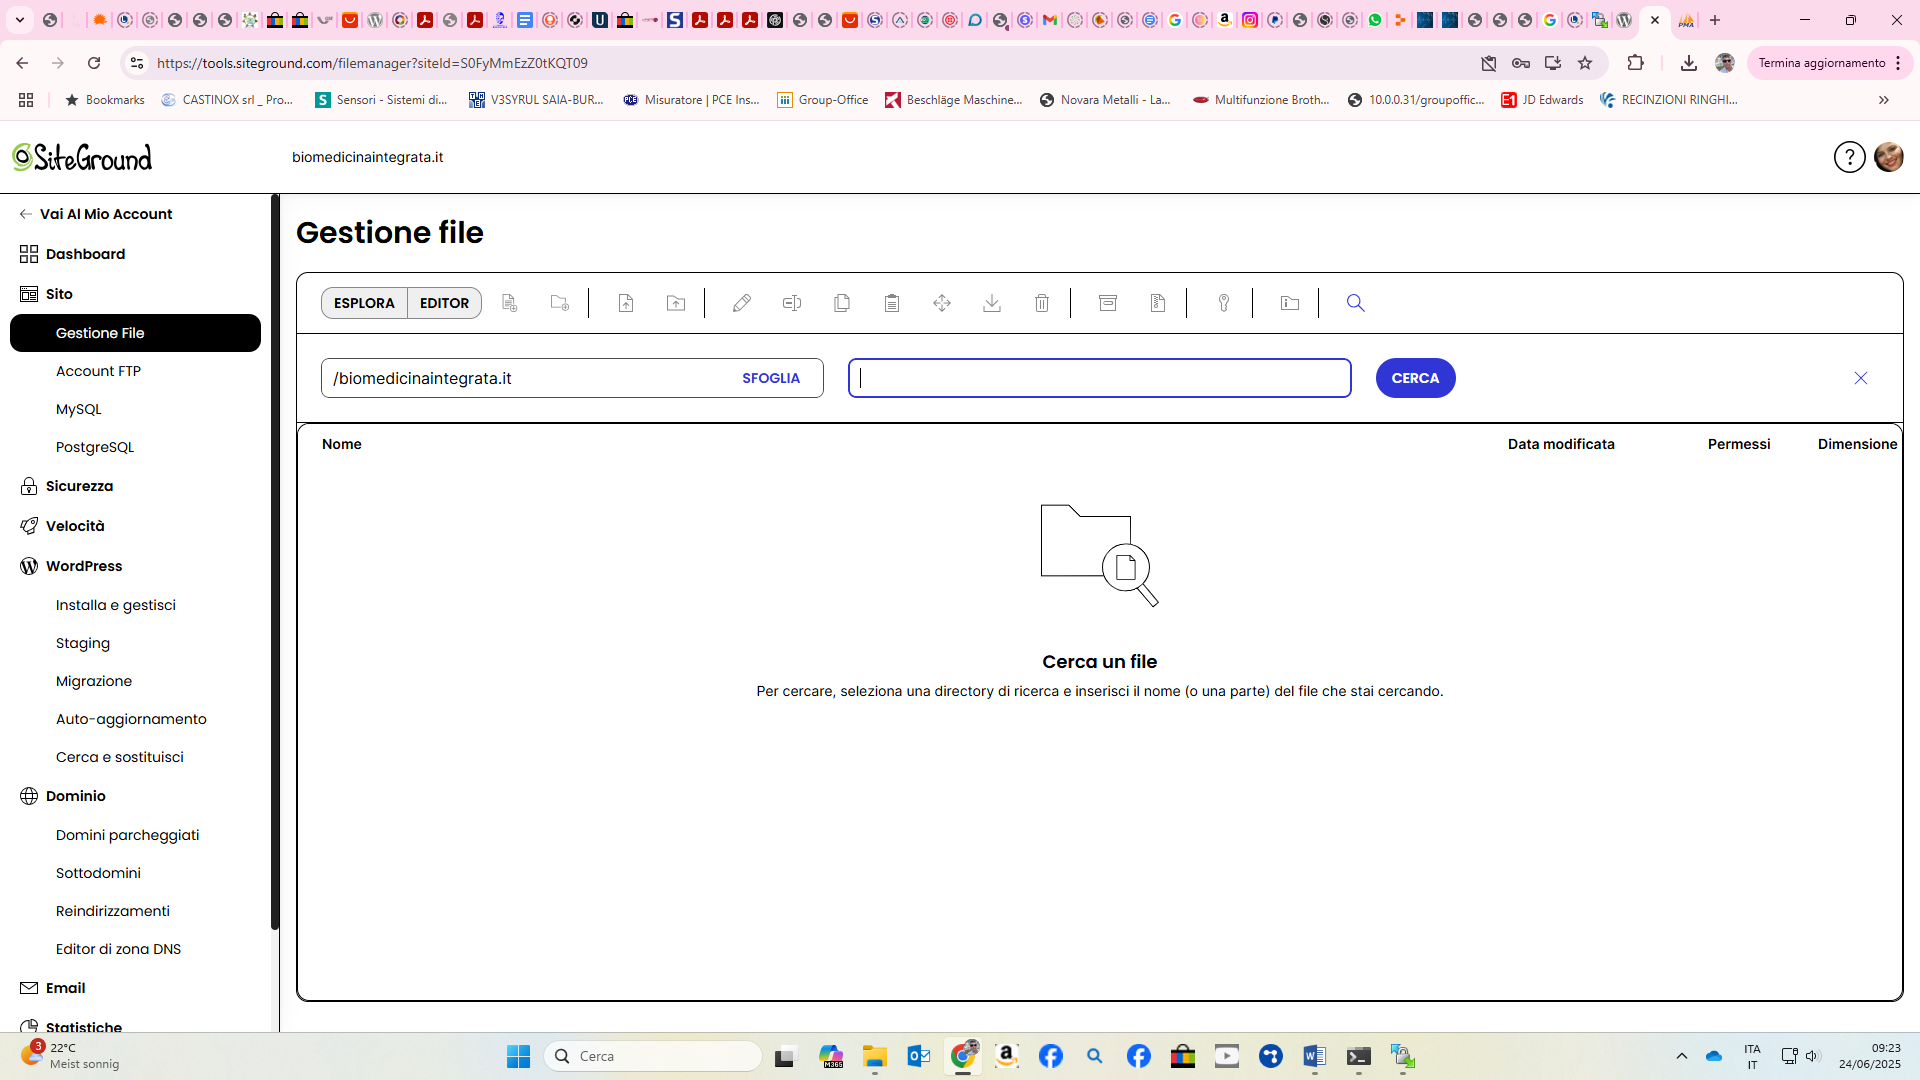 https://tools.siteground.com/filemanager?siteId=S0FyMmEzZ0tKQT09
Termina aggiornamento
Bookmarks
CASTINOX srl _ Pro...
Sensori - Sistemi di...
V3SYRUL SAIA-BUR...
Misuratore | PCE Ins...
Group-Office
Beschläge Maschine...
Novara Metalli - La...
Multifunzione Broth...
10.0.0.31/groupoffic...
JD Edwards
RECINZIONI RINGHI...
SiteGround
biomedicinaintegrata.it
Vai Al Mio Account
Dashboard
Sito
Gestione File
Account FTP
MySQL
PostgreSQL
Sicurezza
Velocità
WordPress
Installa e gestisci
Staging
Migrazione
Auto-aggiornamento
Cerca e sostituisci
Dominio
Domini parcheggiati
Sottodomini
Reindirizzamenti
Editor di zona DNS
Email
Statistiche
Gestione file
ESPLORA
EDITOR
/biomedicinaintegrata.it
SFOGLIA
CERCA
Nome
Data modificata
Permessi
Dimensione
Cerca un file
Per cercare, seleziona una directory di ricerca e inserisci il nome (o una parte) del file che stai cercando.
3
22°C
Meist sonnig
Cerca
ITA
IT
09:23
24/06/2025